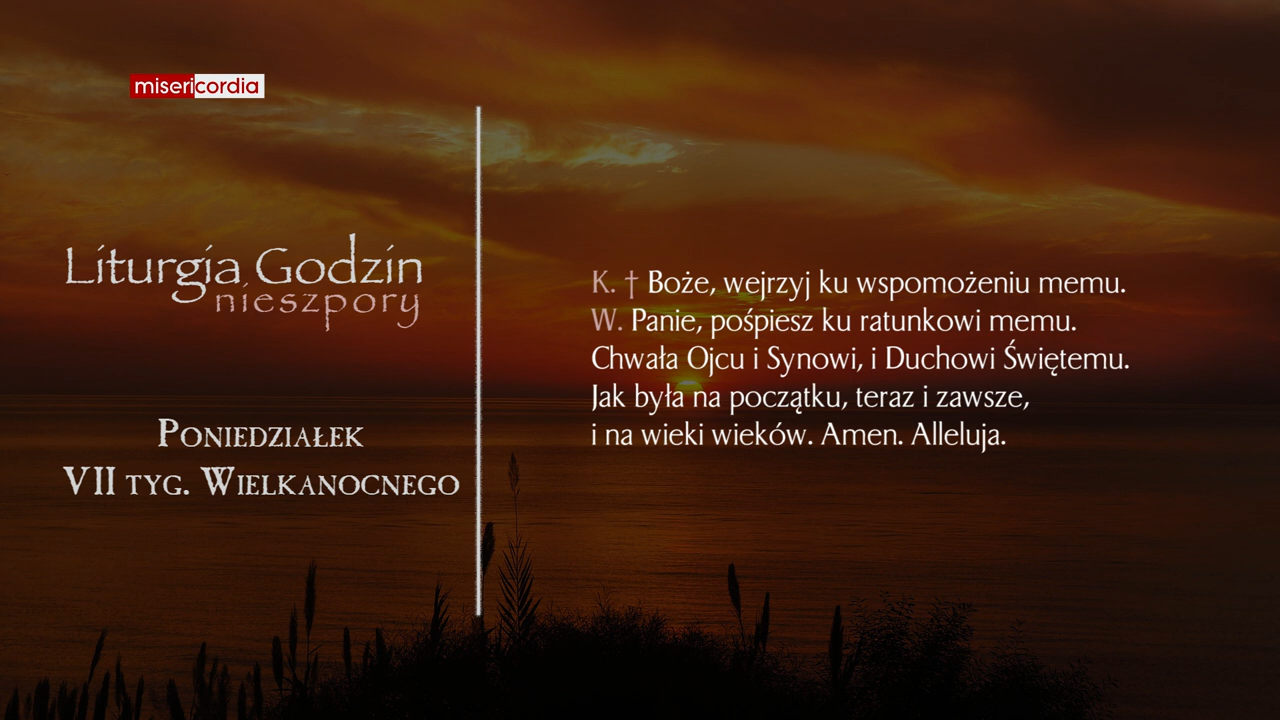 misericordia
Liturgia Godzin
nieszpory
Poniedziałek
VII tyg. Wielkanocnego
K. † Boże, wejrzyj ku wspomożeniu memu.
W. Panie, pośpiesz ku ratunkowi memu.
Chwała Ojcu i Synowi, i Duchowi Świętemu.
Jak była na początku, teraz i zawsze,
i na wieki wieków. Amen. Alleluja.